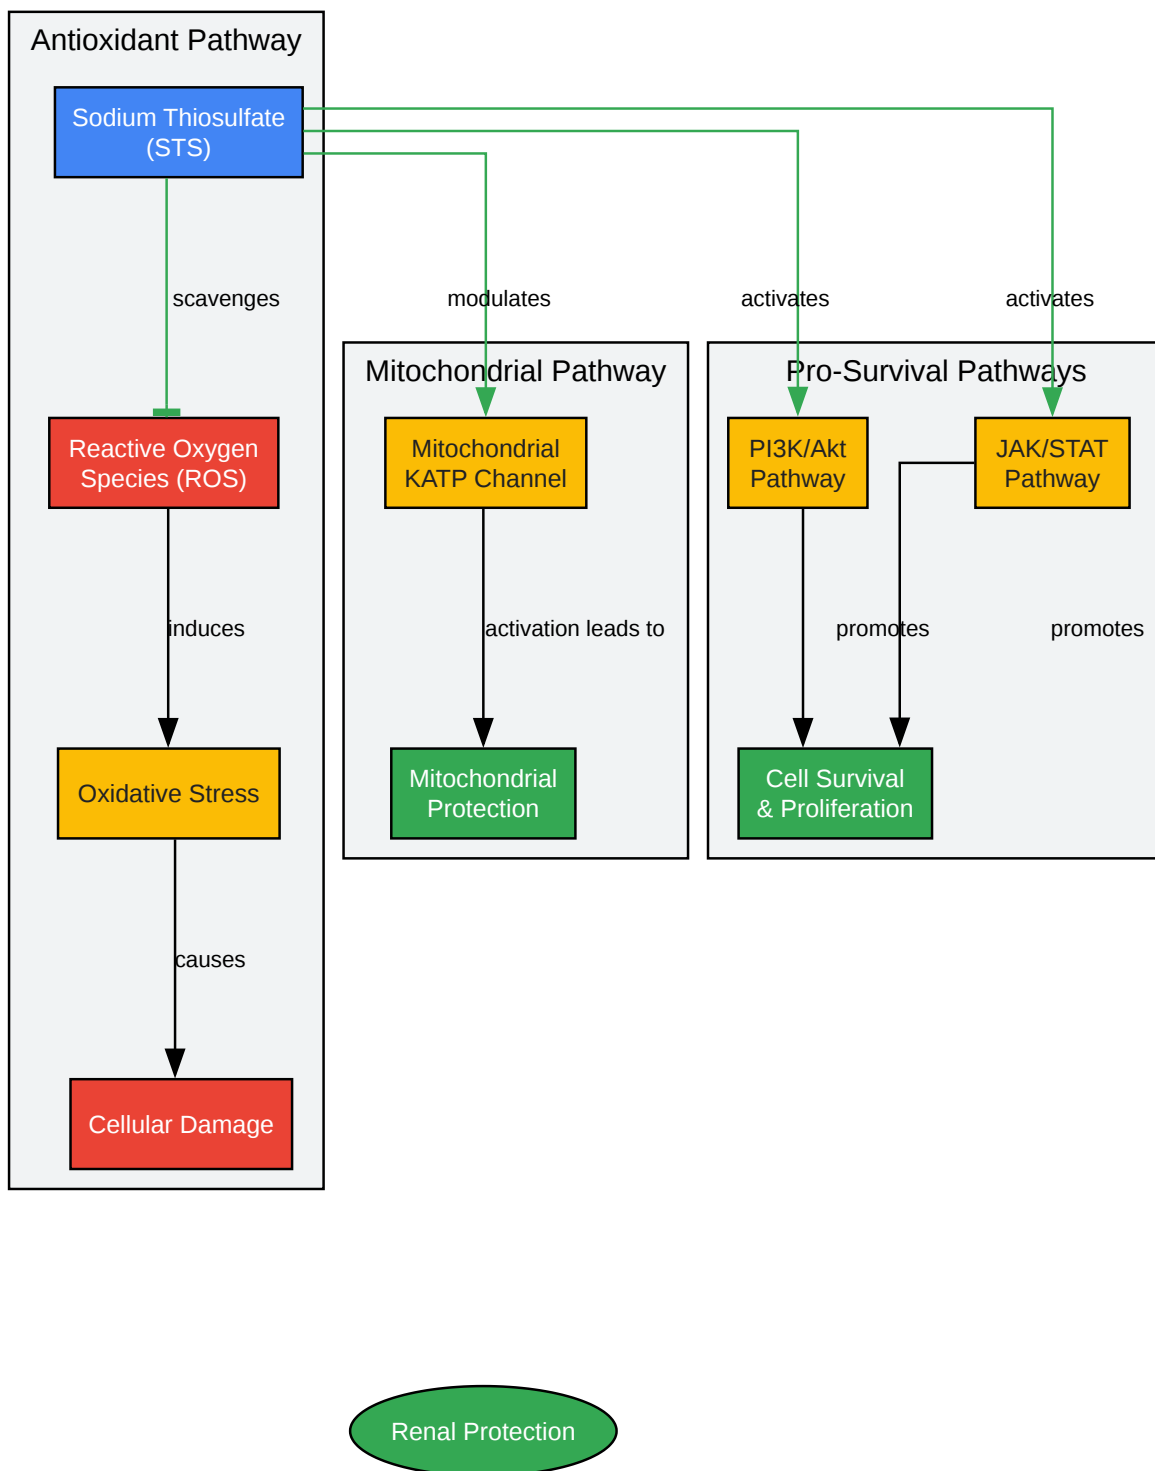 Antioxidant Pathway
Sodium Thiosulfate
(STS)
scavenges
modulates
activates
activates
Mitochondrial Pathway
Pro-Survival Pathways
Reactive Oxygen
Species (ROS)
Mitochondrial
KATP Channel
PI3K/Akt
Pathway
JAK/STAT
Pathway
induces
activation leads to
promotes
promotes
Oxidative Stress
Mitochondrial
Protection
Cell Survival
& Proliferation
causes
Cellular Damage
Renal Protection